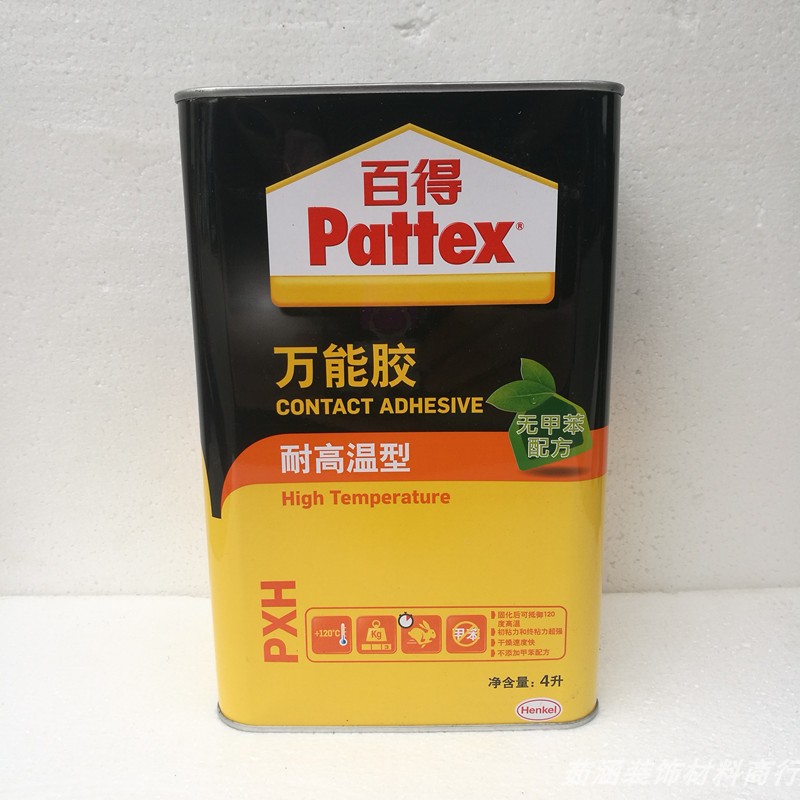 百得
Pattex®
万能胶
CONTACT ADHESIVE
无甲苯
配方
耐高温型
High Temperature
PXH
+120°C
Kg
甲苯
固化后可抵御120
度高温
初粘力和终粘力超强
干燥速度快
不添加甲苯配方
净含量：4升
Henkel
茹涵装饰材料商行